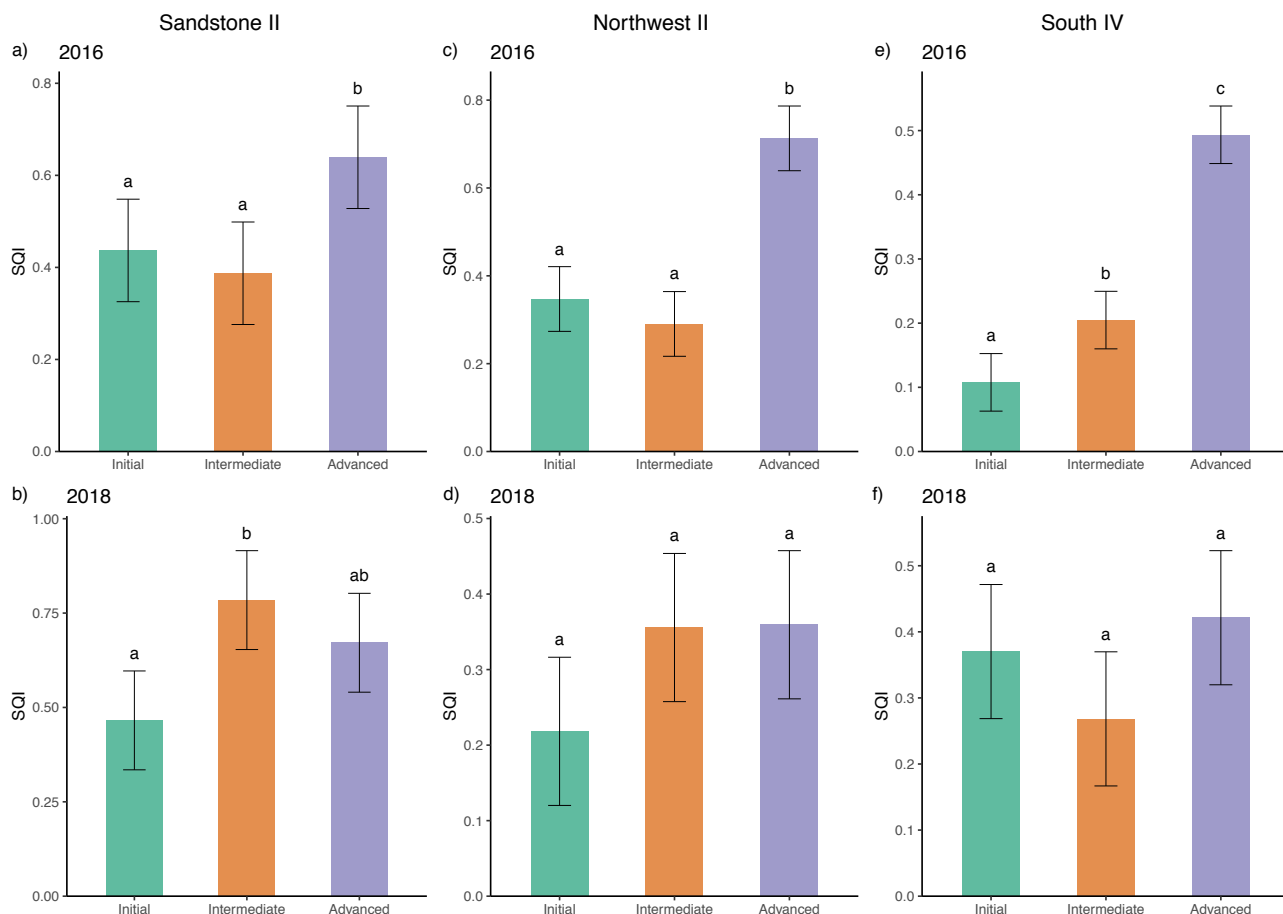 Sandstone II
Northwest II
South IV
a) 2016
SQI
0.8
0.6
0.4
0.2
0.0
a
a
b
Initial Intermediate Advanced
c) 2016
SQI
0.8
0.6
0.4
0.2
0.0
a
a
b
Initial Intermediate Advanced
e) 2016
SQI
0.5
0.4
0.3
0.2
0.1
0.0
a
b
c
Initial Intermediate Advanced
b) 2018
SQI
1.00
0.75
0.50
0.25
0.00
a
b
ab
Initial Intermediate Advanced
d) 2018
SQI
0.5
0.4
0.3
0.2
0.1
0.0
a
a
a
Initial Intermediate Advanced
f) 2018
SQI
0.5
0.4
0.3
0.2
0.1
0.0
a
a
a
Initial Intermediate Advanced